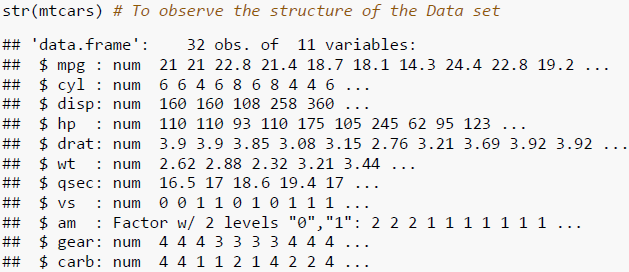 str(mtcars) # To observe the structure of the Data set
## 'data.frame':    32 obs. of  11 variables:
##  $ mpg : num  21 21 22.8 21.4 18.7 18.1 14.3 24.4 22.8 19.2 ...
##  $ cyl : num  6 6 4 6 8 6 8 4 4 6 ...
##  $ disp: num  160 160 108 258 360 ...
##  $ hp  : num  110 110 93 110 175 105 245 62 95 123 ...
##  $ drat: num  3.9 3.9 3.85 3.08 3.15 2.76 3.21 3.69 3.92 3.92 ...
##  $ wt  : num  2.62 2.88 2.32 3.21 3.44 ...
##  $ qsec: num  16.5 17 18.6 19.4 17 ...
##  $ vs  : num  0 0 1 1 0 1 0 1 1 1 ...
##  $ am  : Factor w/ 2 levels "0","1": 2 2 2 1 1 1 1 1 1 1 ...
##  $ gear: num  4 4 4 3 3 3 3 4 4 4 ...
##  $ carb: num  4 4 1 1 2 1 4 2 2 4 ...